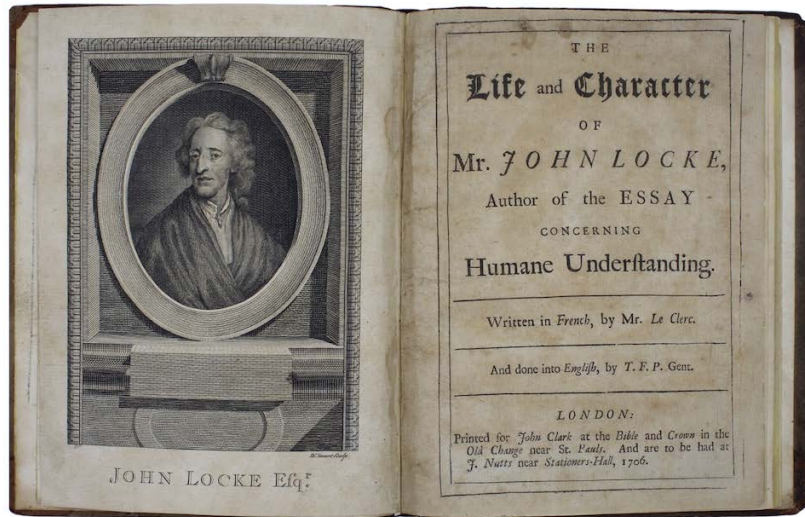 JOHN LOCKE Eſqr.
THE
Life and Character
OF
Mr. JOHN LOCKE,
Author of the ESSAY
CONCERNING
Humane Underſtanding.
Written in French, by Mr. Le Clerc.
And done into Engliſh, by T. F. P. Gent.
LONDON:
Printed for John Clark at the Bible and Crown in the
Old Change near St. Pauls. And are to be had at
J. Nutts near Stationers-Hall, 1706.